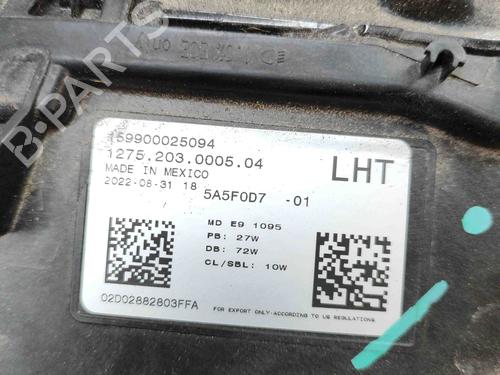 B-PARTS
159900025094
1275.203.0005.04
MADE IN MEXICO
2022-08-31 18
LHT
5A5F0D7 -01
MD E9 1095
PB: 27W
DB: 72W
CL/SBL: 10W
02D02882803FFA
FOR EXPORT ONLY-ACCORDING TO US REGULATIONS